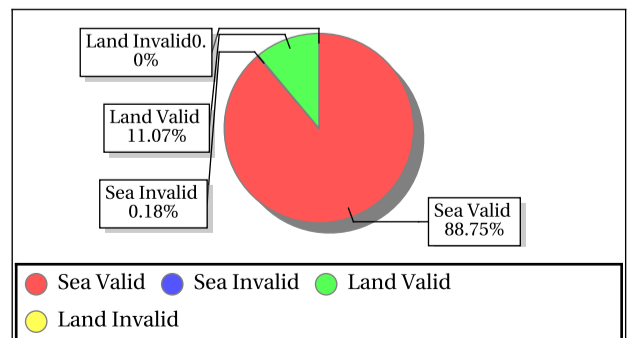 Land Invalid0.
0%
Land Valid
11.07%
Sea Invalid
0.18%
Sea Valid
88.75%
Sea Valid Sea Invalid Land Valid
Land Invalid